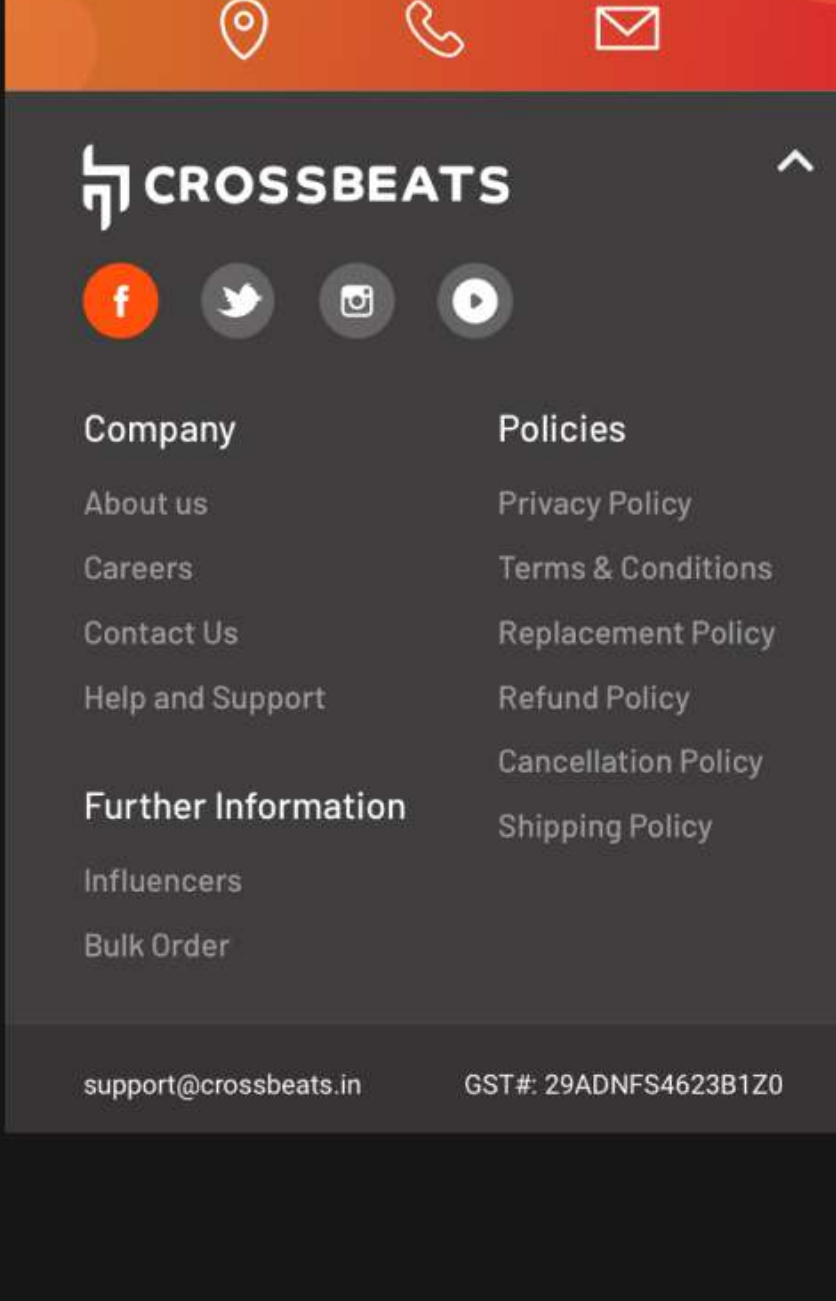 CROSSBEATS
Company
About us
Careers
Contact Us
Help and Support
Further Information
Influencers
Bulk Order
Policies
Privacy Policy
Terms & Conditions
Replacement Policy
Refund Policy
Cancellation Policy
Shipping Policy
support@crossbeats.in
GST#: 29ADNFS4623B1Z0